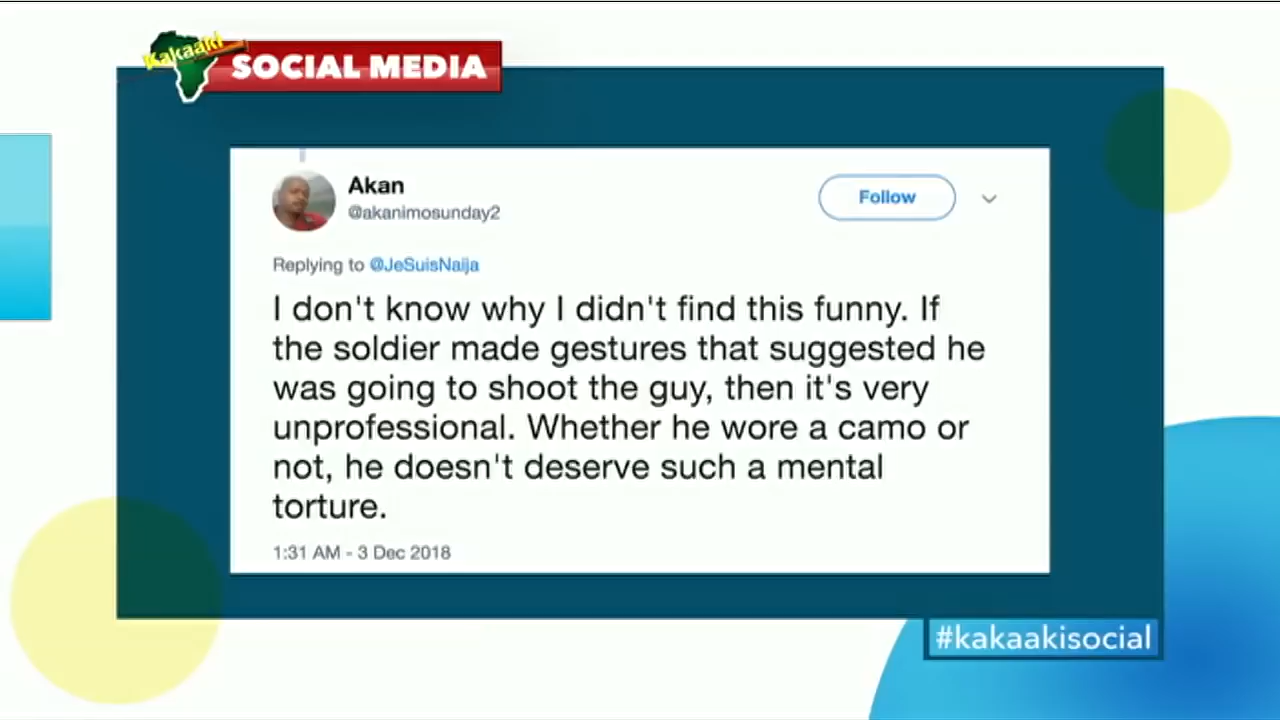 Kakaaki
SOCIAL MEDIA
Akan
@akanimosunday2
Follow
Replying to @JeSuisNaija
I don't know why I didn't find this funny. If
the soldier made gestures that suggested he
was going to shoot the guy, then it's very
unprofessional. Whether he wore a camo or
not, he doesn't deserve such a mental
torture.
1:31 AM - 3 Dec 2018
#kakaakisocial